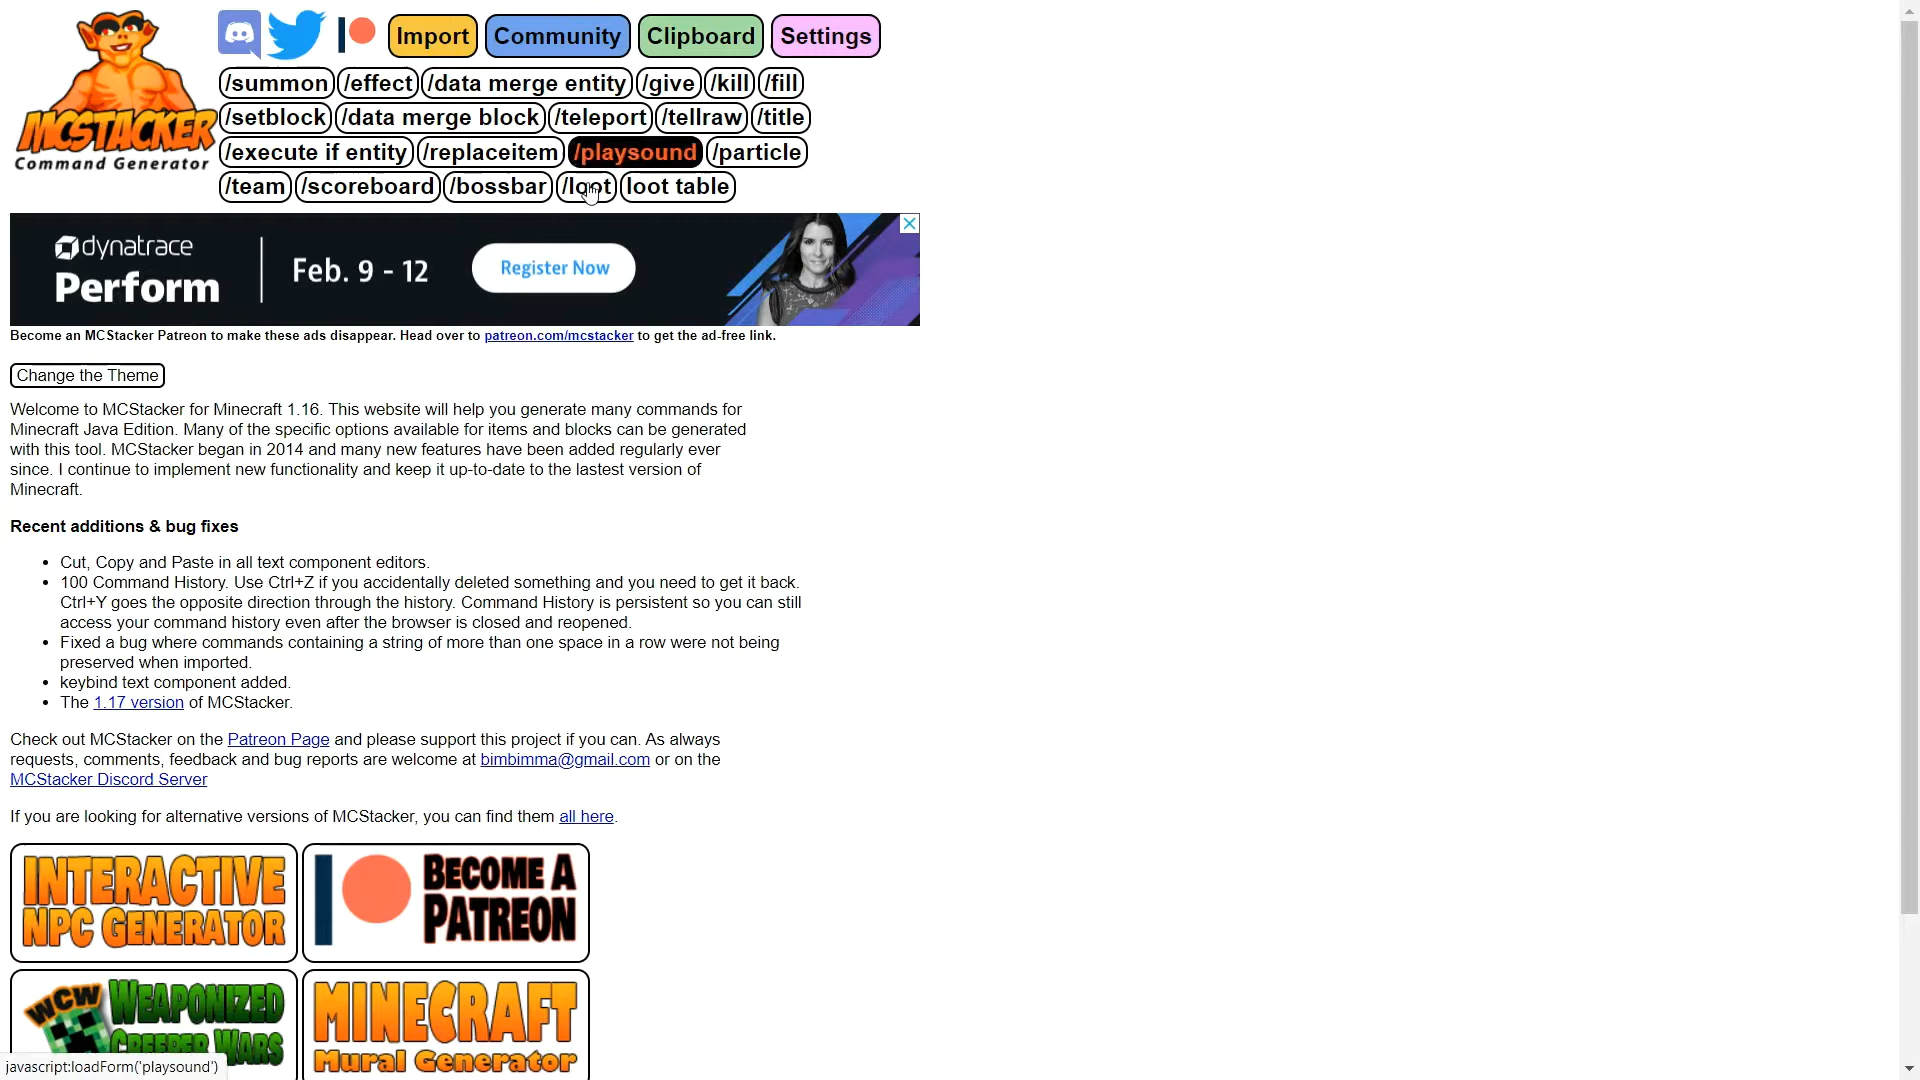 Import Community Clipboard Settings
/summon /effect /data merge entity /give /kill /fill
/setblock /data merge block /teleport /tellraw /title
/execute if entity /replaceitem /playsound /particle
/team /scoreboard /bossbar /loot loot table
MCSTACKER
Command Generator
dynatrace
Perform
Feb. 9 - 12
Register Now
Become an MCStacker Patreon to make these ads disappear. Head over to patreon.com/mcstacker to get the ad-free link.
Change the Theme
Welcome to MCStacker for Minecraft 1.16. This website will help you generate many commands for
Minecraft Java Edition. Many of the specific options available for items and blocks can be generated
with this tool. MCStacker began in 2014 and many new features have been added regularly ever
since. I continue to implement new functionality and keep it up-to-date to the lastest version of
Minecraft.
Recent additions & bug fixes
• Cut, Copy and Paste in all text component editors.
• 100 Command History. Use Ctrl+Z if you accidentally deleted something and you need to get it back.
Ctrl+Y goes the opposite direction through the history. Command History is persistent so you can still
access your command history even after the browser is closed and reopened.
• Fixed a bug where commands containing a string of more than one space in a row were not being
preserved when imported.
• keybind text component added.
• The 1.17 version of MCStacker.
Check out MCStacker on the Patreon Page and please support this project if you can. As always
requests, comments, feedback and bug reports are welcome at bimbimma@gmail.com or on the
MCStacker Discord Server
If you are looking for alternative versions of MCStacker, you can find them all here.
INTERACTIVE
NPC GENERATOR
BECOME A
PATREON
WCW WEAPONIZED
CREEPER WARS
MINECRAFT
Mural Generator
javascript:loadForm('playsound')